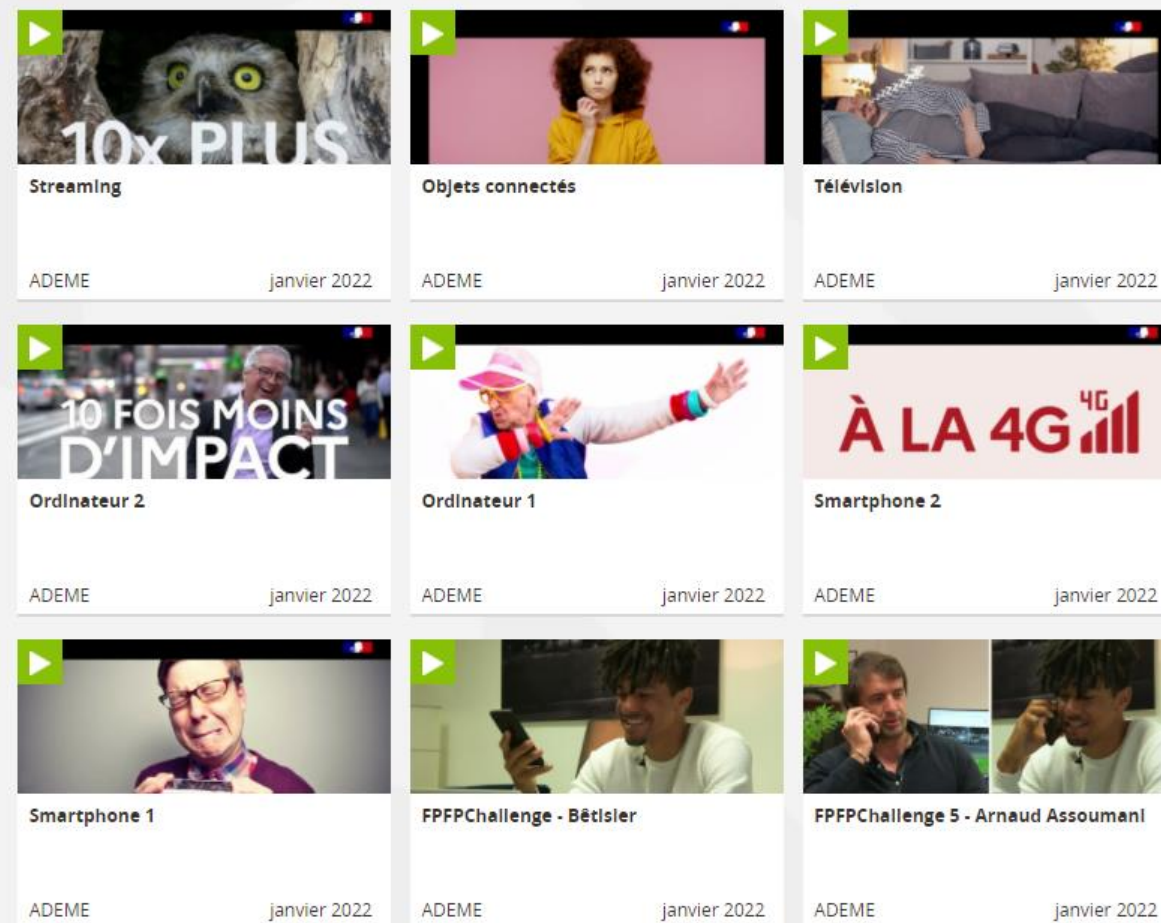 10x PLUS
Streaming
ADEME janvier 2022
Objets connectés
ADEME janvier 2022
Télévision
ADEME janvier 2022
10 FOIS MOINS
D'IMPACT
Ordinateur 2
ADEME janvier 2022
Ordinateur 1
ADEME janvier 2022
À LA 4G 4G
Smartphone 2
ADEME janvier 2022
Smartphone 1
ADEME janvier 2022
FPFPChallenge - Bêtisier
ADEME janvier 2022
FPFPChallenge 5 - Arnaud Assoumani
ADEME janvier 2022